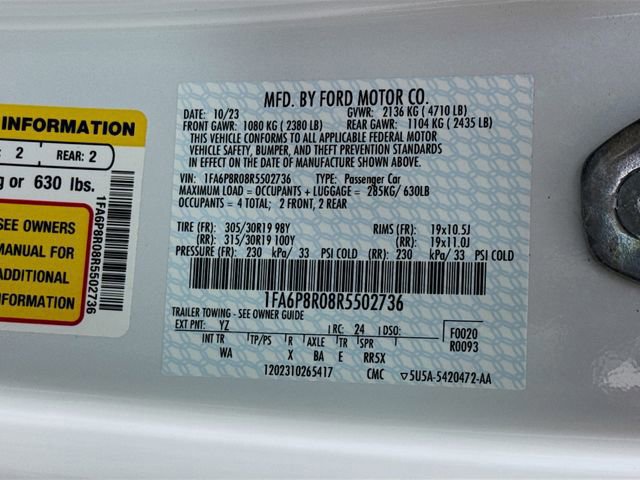 INFORMATION
: 2 REAR: 2
g or 630 lbs.
SEE OWNERS
MANUAL FOR
ADDITIONAL
INFORMATION
1FA6P8R08R5502736
MFD. BY FORD MOTOR CO.
DATE: 10/23 GVWR: 2136 KG ( 4710 LB)
FRONT GAWR: 1080 KG ( 2380 LB) REAR GAWR: 1104 KG ( 2435 LB)
THIS VEHICLE CONFORMS TO ALL APPLICABLE FEDERAL MOTOR
VEHICLE SAFETY, BUMPER, AND THEFT PREVENTION STANDARDS
IN EFFECT ON THE DATE OF MANUFACTURE SHOWN ABOVE
VIN: 1FA6P8R08R5502736 TYPE: Passenger Car
MAXIMUM LOAD = OCCUPANTS + LUGGAGE = 285KG/ 630LB
OCCUPANTS = 4 TOTAL; 2 FRONT, 2 REAR
TIRE (FR): 305/30R19 98Y RIMS (FR): 19x10.5J
(RR): 315/30R19 100Y (RR): 19x11.0J
PRESSURE (FR): 230 kPa/ 33 PSI COLD (RR): 230 kPa/ 33 PSI COLD
1FA6P8R08R5502736
TRAILER TOWING - SEE OWNER GUIDE
EXT PNT: YZ RC: 24 DSO: F0020
INT TR TP/PS R AXLE TR SPR R0093
WA X BA E RR5X
1202310265417 CMC 5U5A-5420472-AA